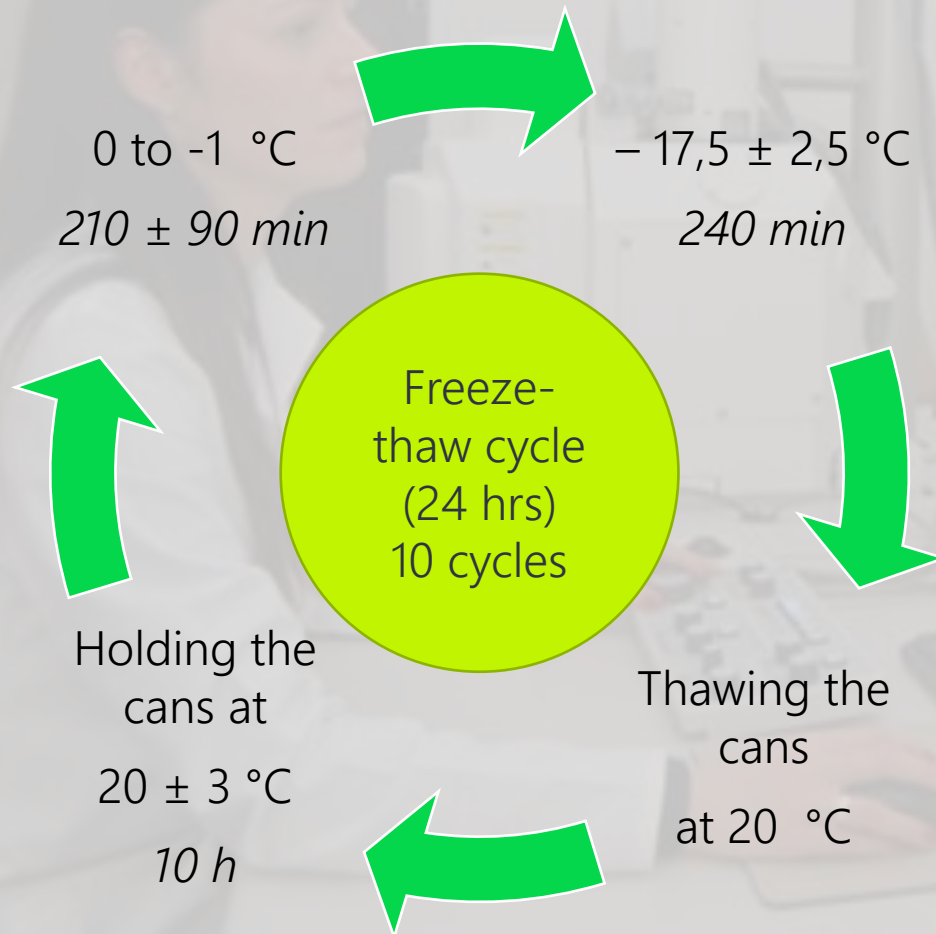 0 to -1  °C
210 ± 90 min
– 17,5 ± 2,5 °C
240 min
Freeze-
thaw cycle
(24 hrs)
10 cycles
Thawing the
cans
at 20  °C
Holding the
cans at
20 ± 3 °C
10 h